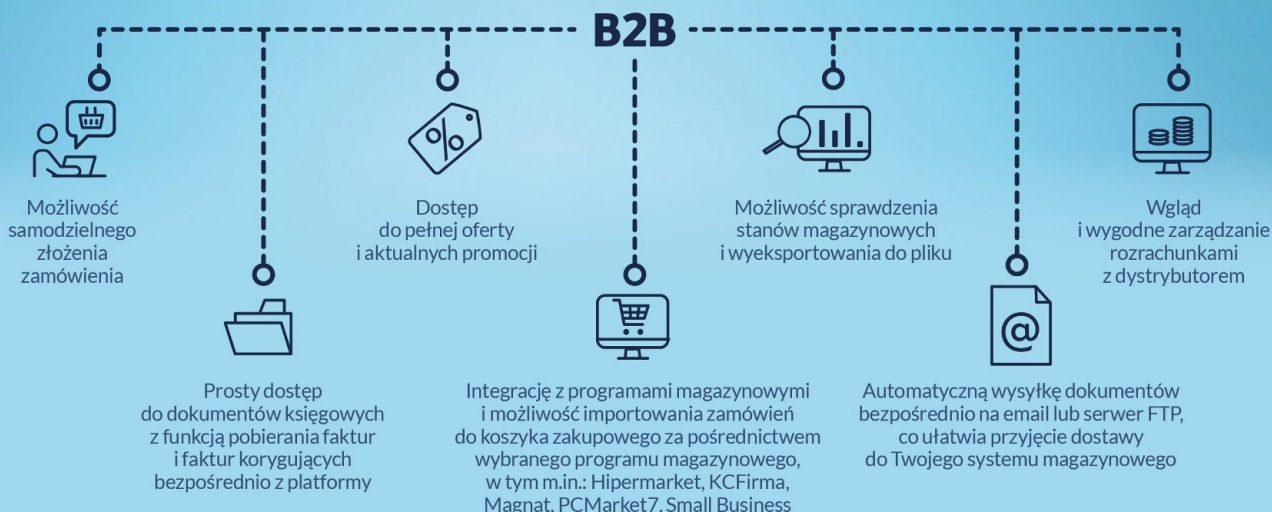 B2B
Możliwość
samodzielnego
złożenia
zamówienia
Prosty dostęp
do dokumentów księgowych
z funkcją pobierania faktur
i faktur korygujących
bezpośrednio z platformy
Dostęp
do pełnej oferty
i aktualnych promocji
Integrację z programami magazynowymi
i możliwość importowania zamówień
do koszyka zakupowego za pośrednictwem
wybranego programu magazynowego,
w tym m.in.: Hipermarket, KCFirma,
Magnat, PCMarket7, Small Business
Możliwość sprawdzenia
stanów magazynowych
i wyeksportowania do pliku
Automatyczną wysyłkę dokumentów
bezpośrednio na email lub serwer FTP,
co ułatwia przyjęcie dostawy
do Twojego systemu magazynowego
Wgląd
i wygodne zarządzanie
rozrachunkami
z dystrybutorem